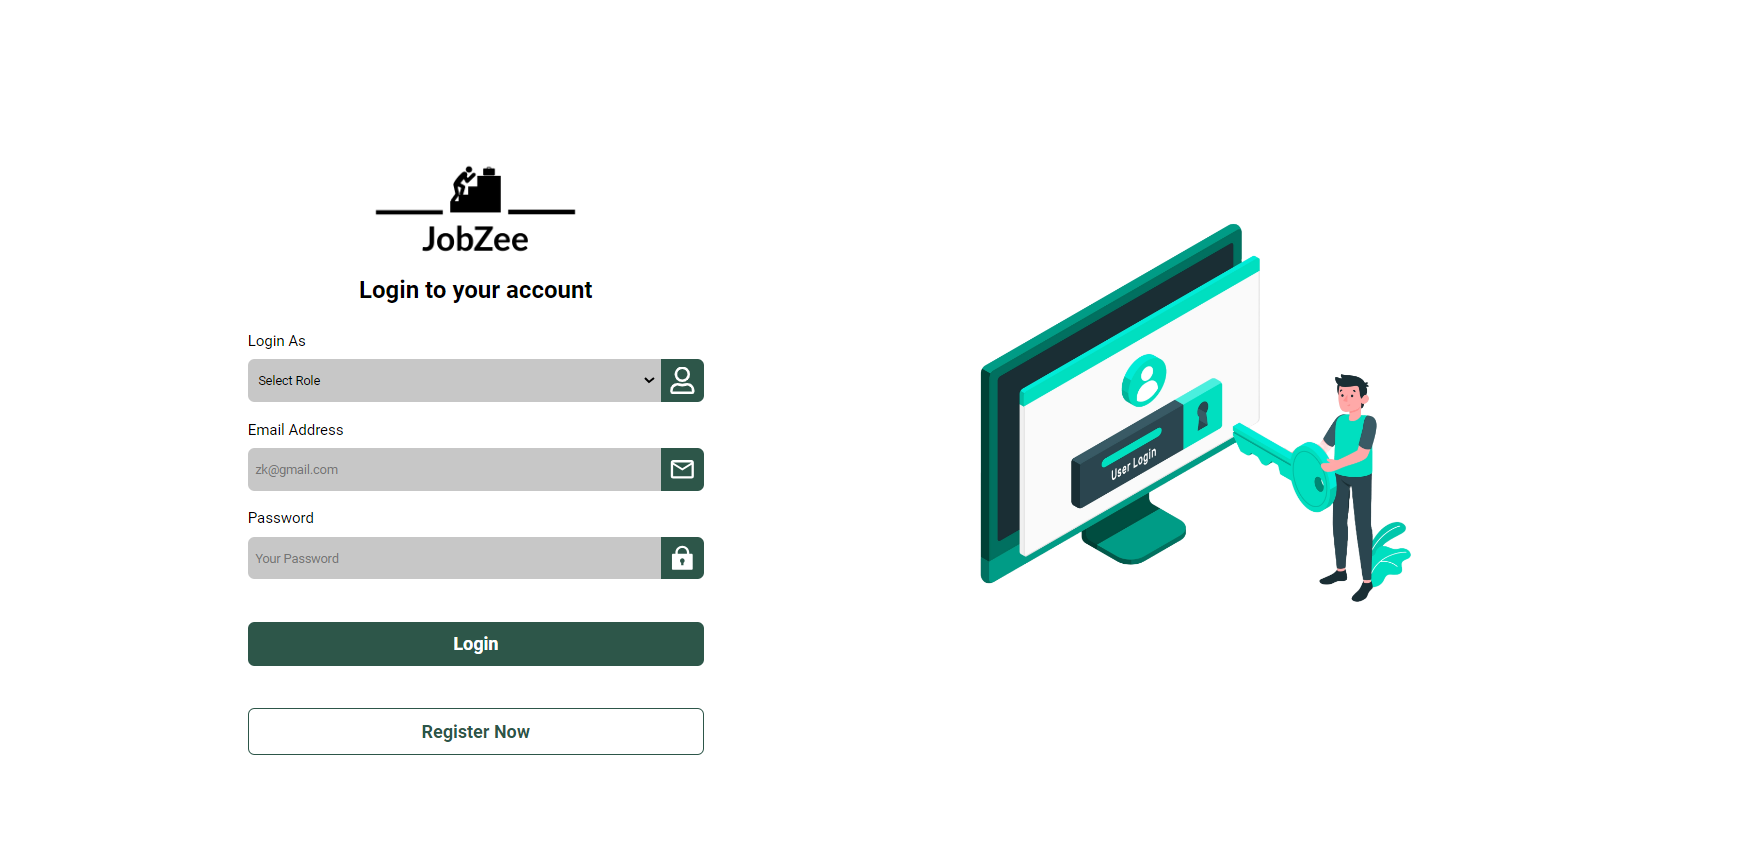 JobZee
Login to your account
Login As
Select Role
Email Address
zk@gmail.com
Password
Your Password
Login
Register Now
User Login